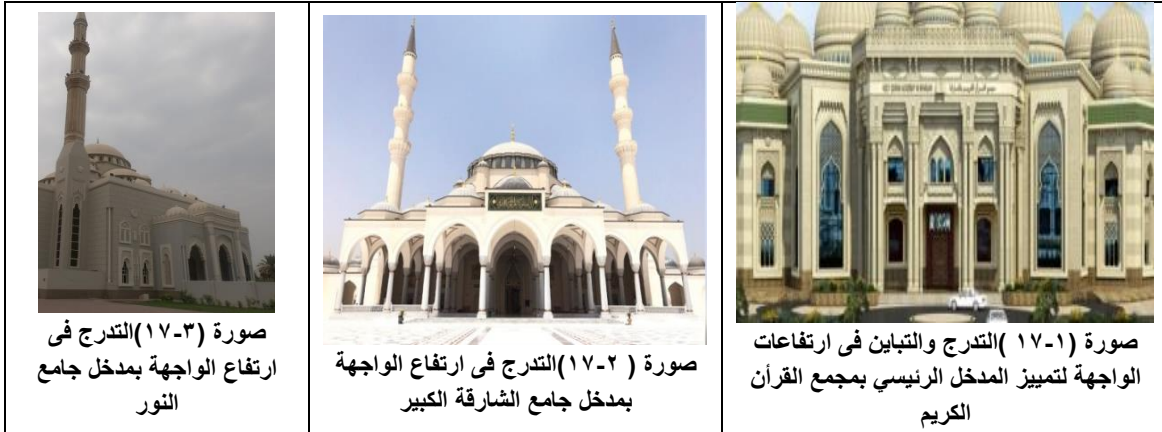 صورة (١-١٧ )التدرج والتباين فى ارتفاعات
الواجهة لتمييز المدخل الرئيسي بمجمع القرأن
الكريم
صورة ( ٢-١٧)التدرج فى ارتفاع الواجهة
بمدخل جامع الشارقة الكبير
صورة (٣-١٧)التدرج فى
ارتفاع الواجهة بمدخل جامع
النور